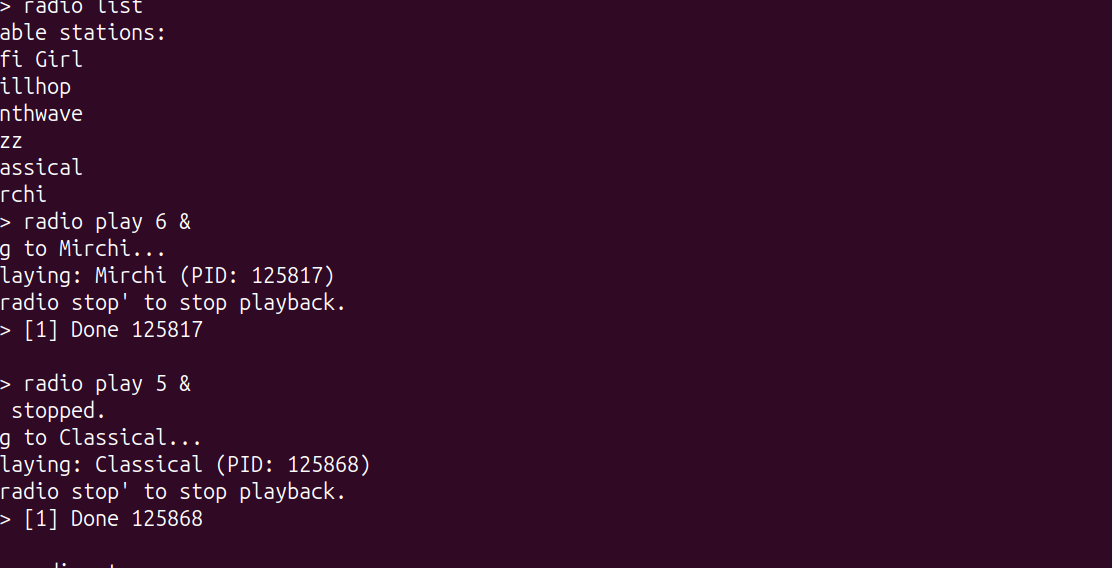 > radio list
able stations:
fi Girl
illhop
nthwave
zz
assical
rchi
> radio play 6 &
g to Mirchi...
laying: Mirchi (PID: 125817)
radio stop' to stop playback.
> [1] Done 125817
> radio play 5 &
 stopped.
g to Classical...
laying: Classical (PID: 125868)
radio stop' to stop playback.
> [1] Done 125868